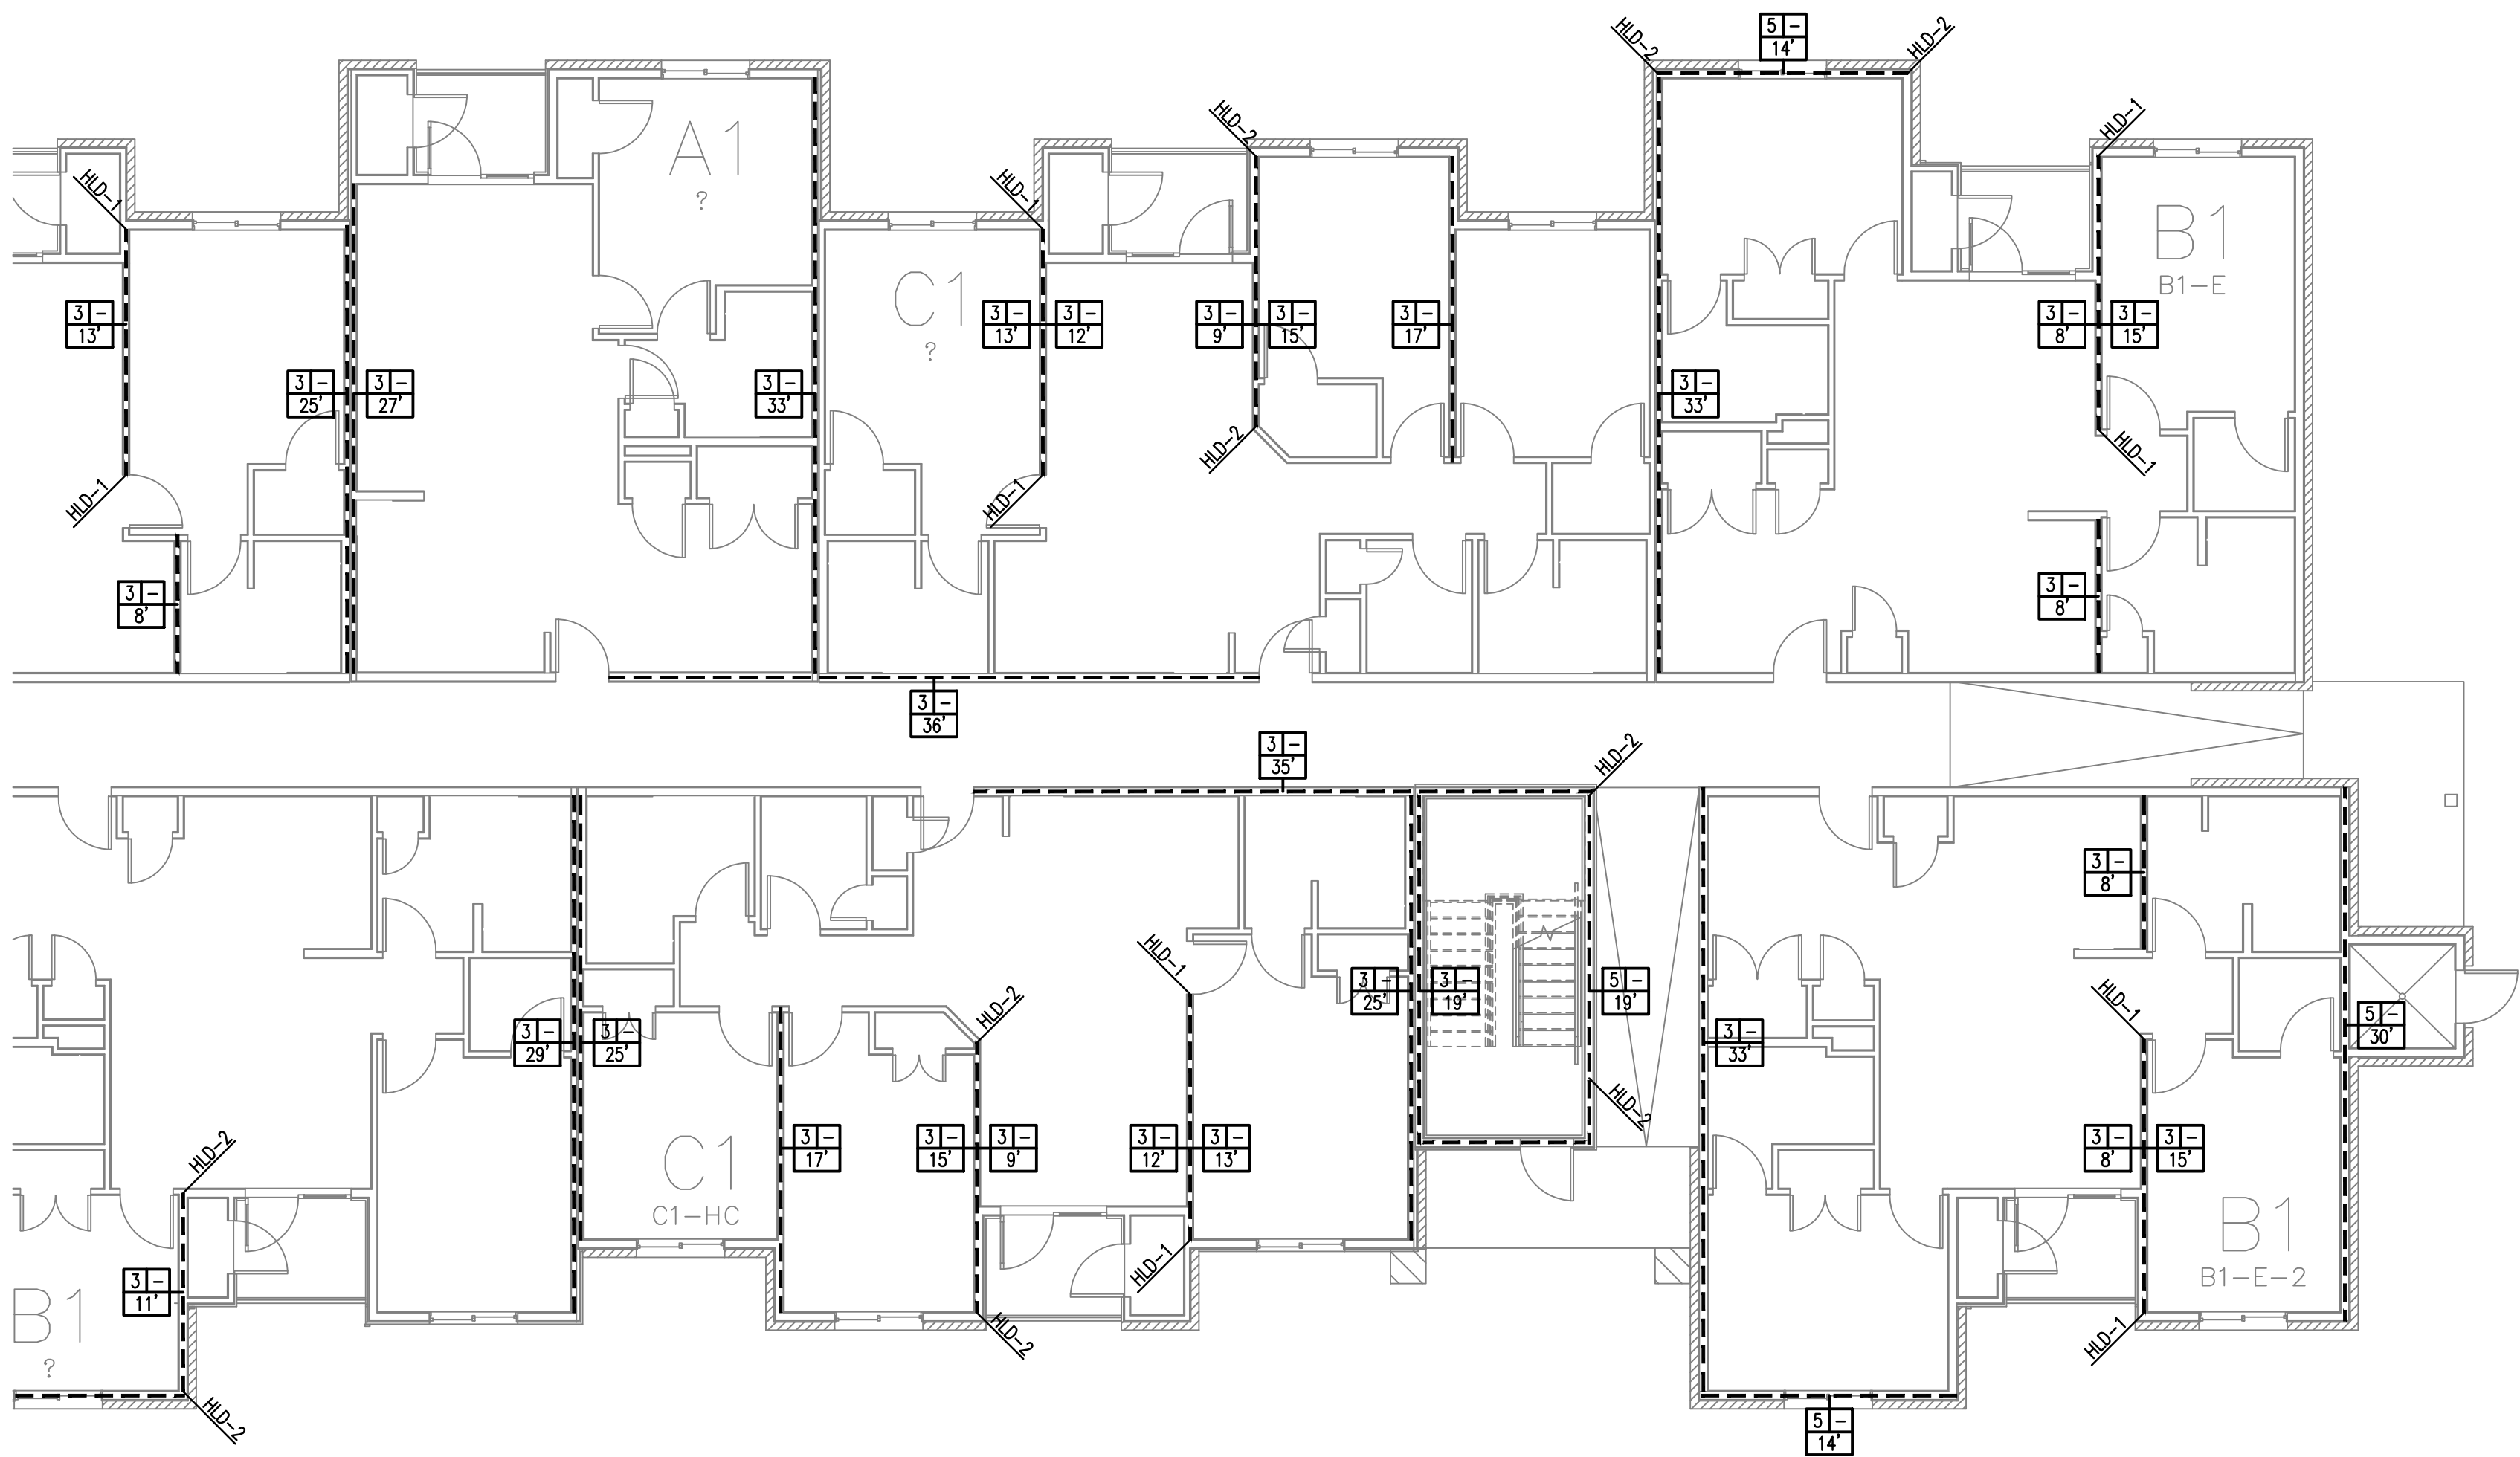 HLD-2
5 -
14'
HLD-2
HLD-1
HLD-2
HLD-1
A1
?
HLD-1
HLD-1
B1
B1-E
C1
?
3 -
13'
3 -
13'
3 -
12'
3 -
9'
3 -
15'
3 -
17'
3 -
8'
3 -
15'
3 -
25'
3 -
27'
3 -
33'
3 -
33'
HLD-1
HLD-1
HLD-2
HLD-1
3 -
8'
3 -
8'
3 -
36'
3 -
35'
HLD-2
3 -
8'
HLD-1
HLD-2
3 -
25'
3 -
19'
5 -
19'
HLD-1
5 -
30'
3 -
29'
3 -
25'
3 -
33'
HLD-2
HLD-2
C1
C1-HC
3 -
17'
3 -
15'
3 -
9'
3 -
12'
3 -
13'
3 -
8'
3 -
15'
B1
B1-E-2
3 -
11'
HLD-1
B1
?
HLD-2
HLD-1
HLD-2
5 -
14'